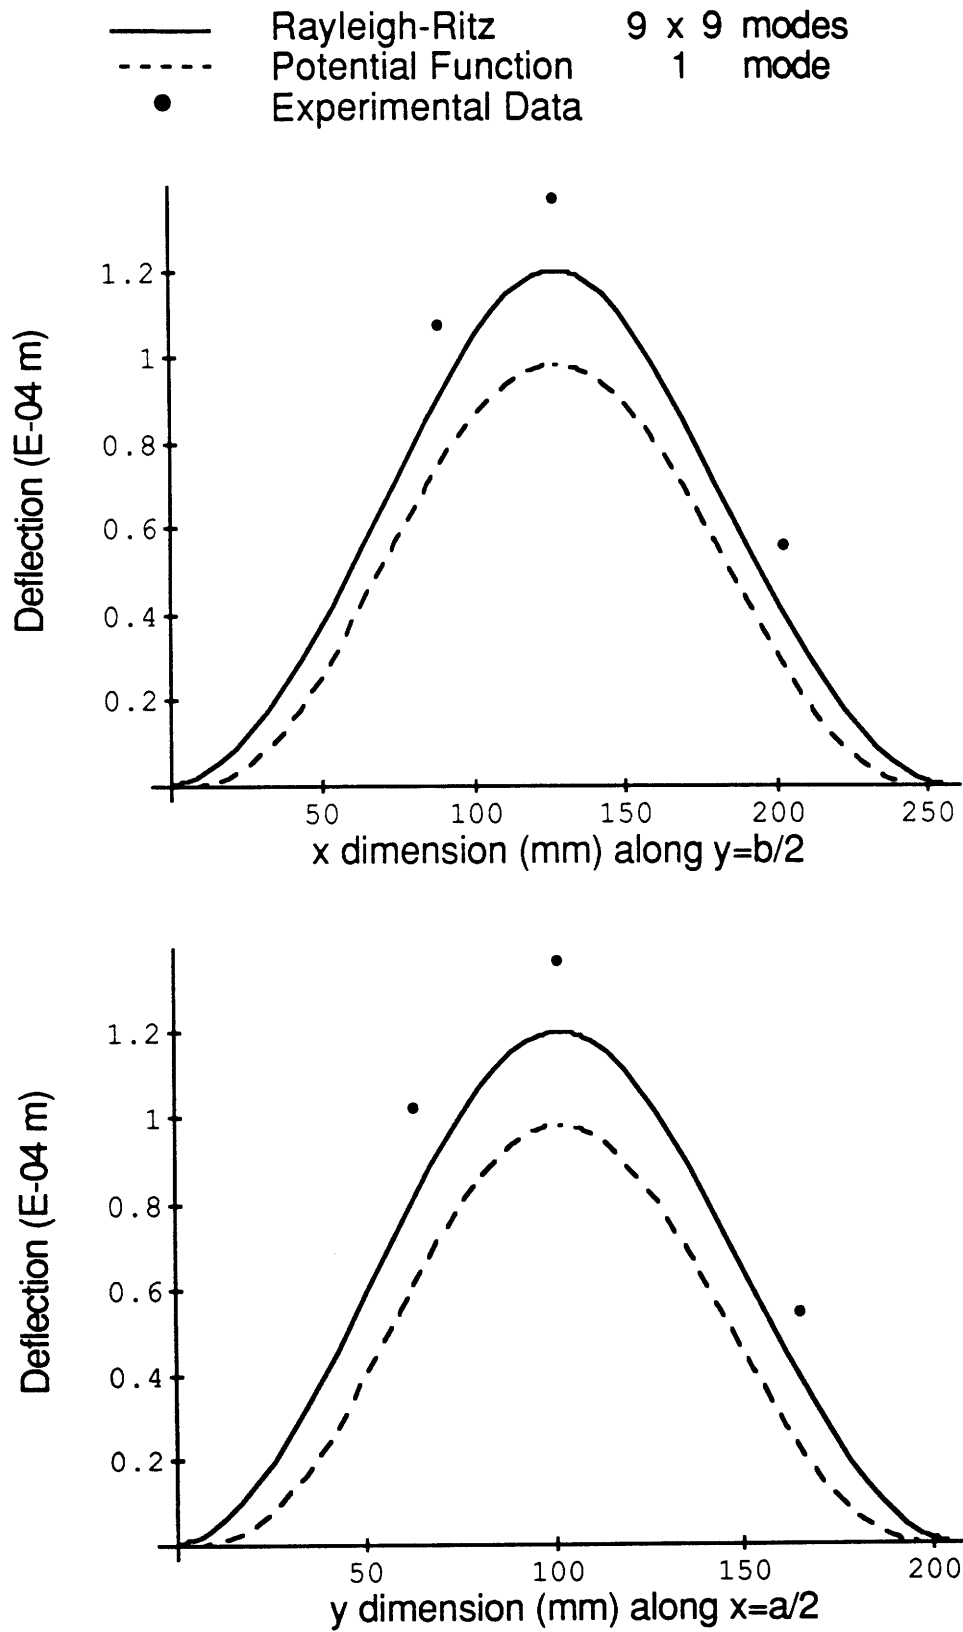 Rayleigh-Ritz 9 x 9 modes
Potential Function 1 mode
Experimental Data
1.2
1
0.8
0.6
0.4
0.2
Deflection (E-04 m)
50 100 150 200 250
x dimension (mm) along y=b/2
1.2
1
0.8
0.6
0.4
0.2
Deflection (E-04 m)
50 100 150 200
y dimension (mm) along x=a/2